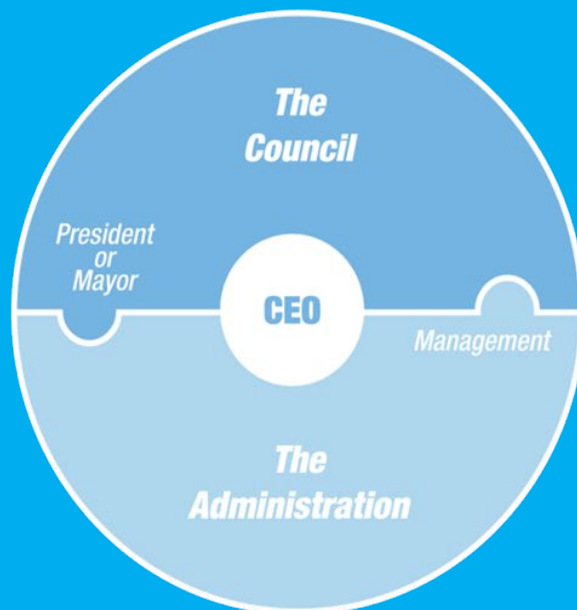 The
Council
President
or
Mayor
CEO
Management
The
Administration